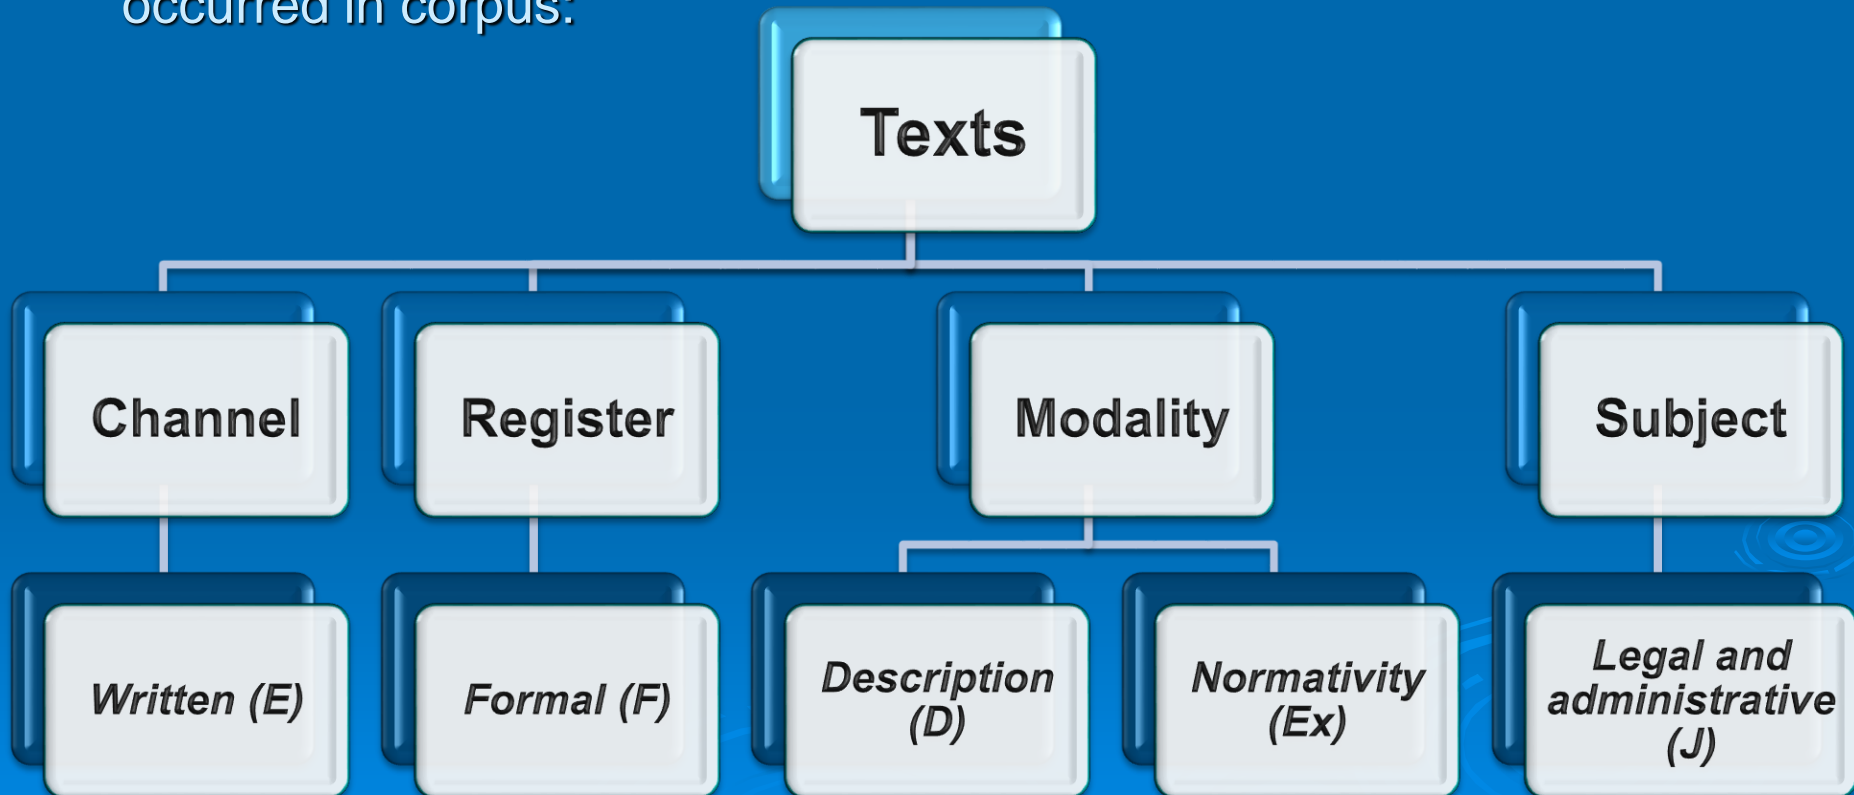 occurred in corpus:
Texts
Channel
Register
Modality
Subject
Written (E)
Formal (F)
Description
(D)
Normativity
(Ex)
Legal and
administrative
(J)